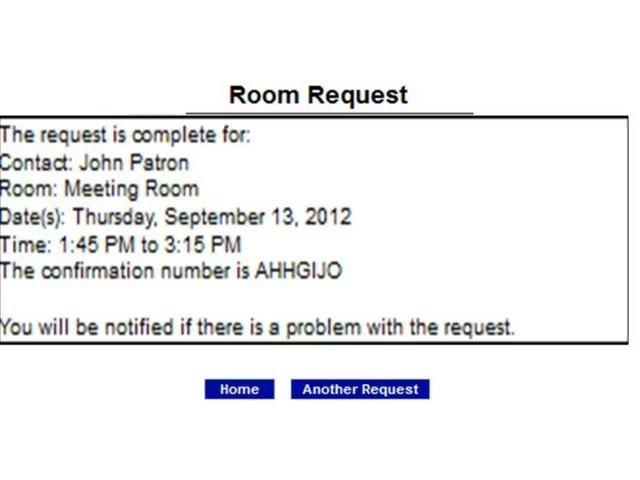 Room Request
The request is complete for:
Contact: John Patron
Room: Meeting Room
Date(s): Thursday, September 13, 2012
Time: 1:45 PM to 3:15 PM
The confirmation number is AHHGIJO
You will be notified if there is a problem with the request.
Home Another Request